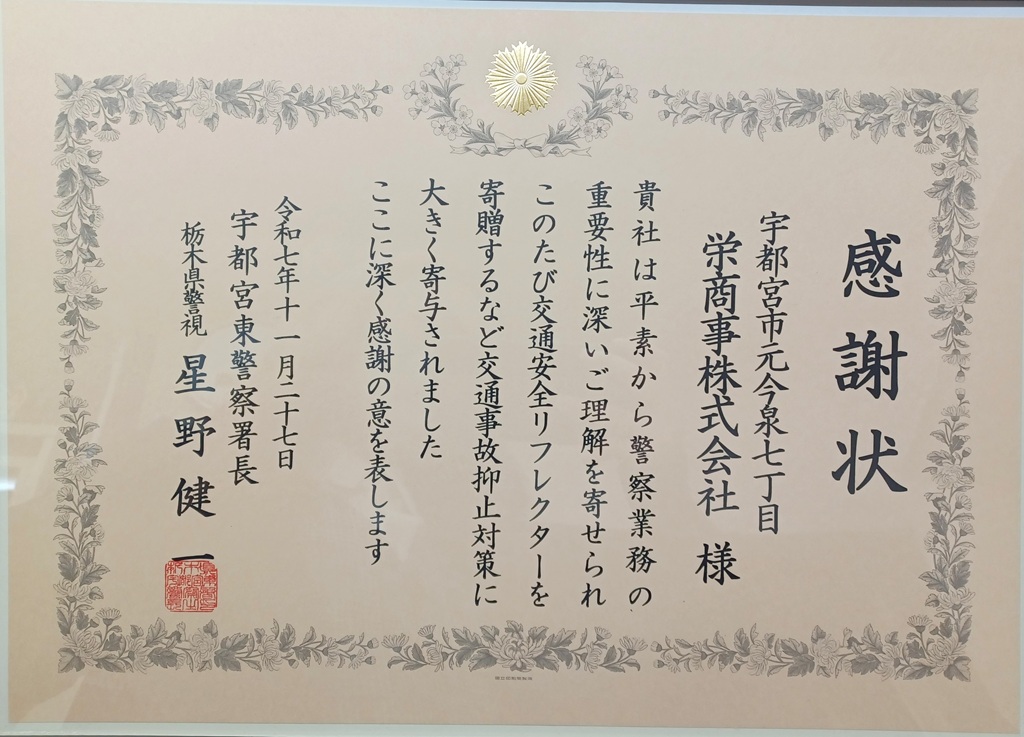 感謝状
宇都宮市元今泉七丁目
栄商事株式会社 様
貴社は平素から警察業務の
重要性に深いご理解を寄せられ
このたび交通安全リフレクターを
寄贈するなど交通事故抑止対策に
大きく寄与されました
ここに深く感謝の意を表します
令和七年十一月二十七日
宇都宮東警察署長
栃木県警視 星野健一